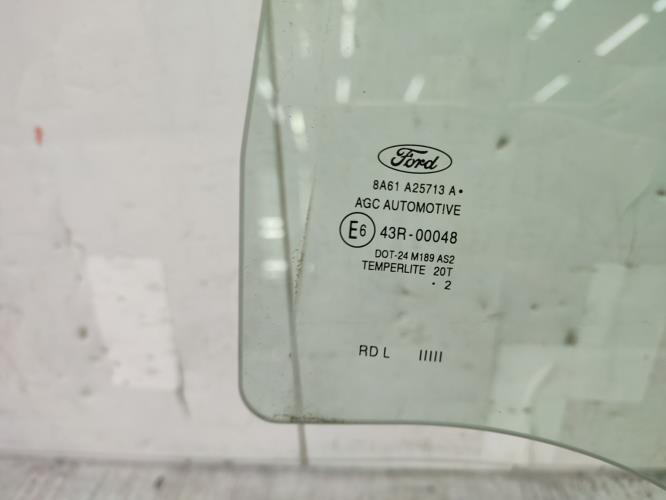 Ford
8A61 A25713 A•
AGC AUTOMOTIVE
E6 43R-00048
DOT-24 M189 AS2
TEMPERLITE 20T
· 2
RD L IIIII